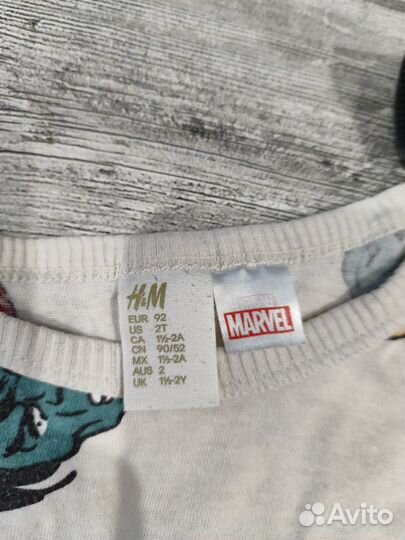 H&M
EUR 92
US 2T
CA 1½-2A
CN 90/52
MX 1½-2A
AUS 2
UK 1½-2Y
MARVEL
Avito